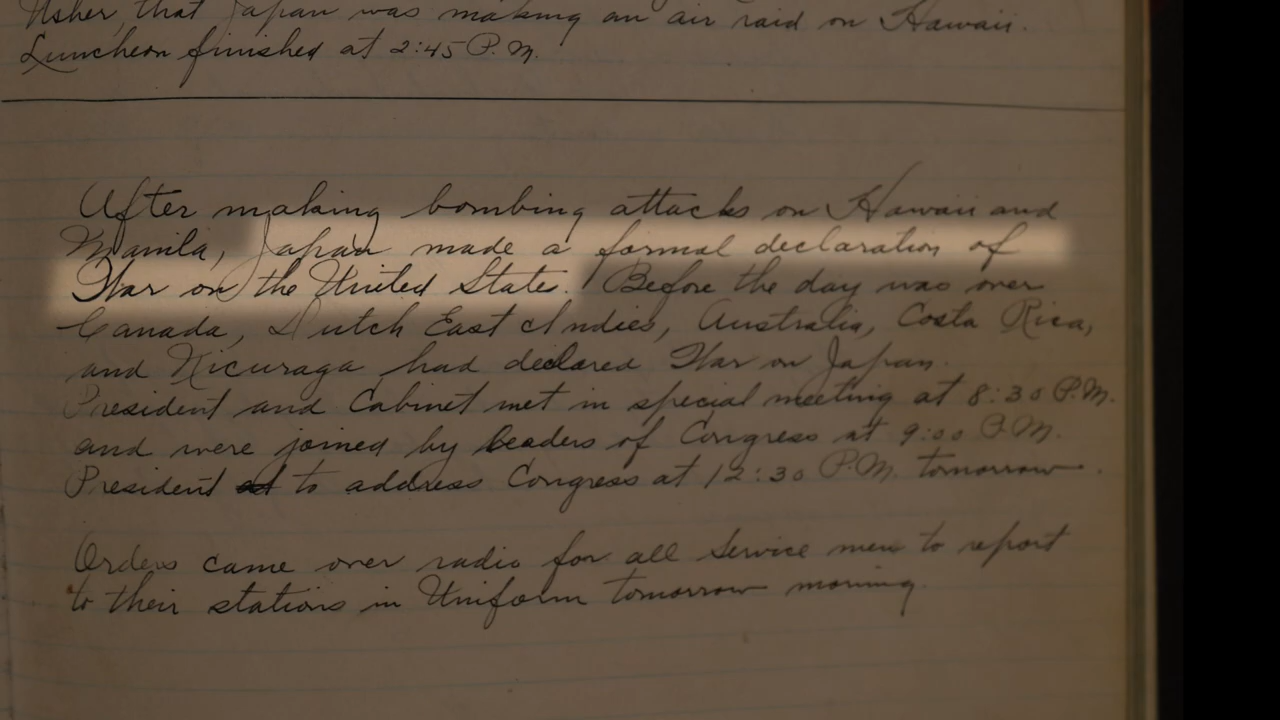 Usher, that Japan was making an air raid on Hawaii.
Luncheon finished at 2:45 P.M.
After making bombing attacks on Hawaii and
Manila, Japan made a formal declaration of
War on the United States. Before the day was over
Canada, Dutch East Indies, Australia, Costa Rica,
and Nicuraga had declared War on Japan.
President and Cabinet met in special meeting at 8:30 P.M.
and were joined by leaders of Congress at 9:00 P.M.
President to address Congress at 12:30 P.M. tomorrow.
Orders came over radio for all Service men to report
to their stations in Uniform tomorrow morning.